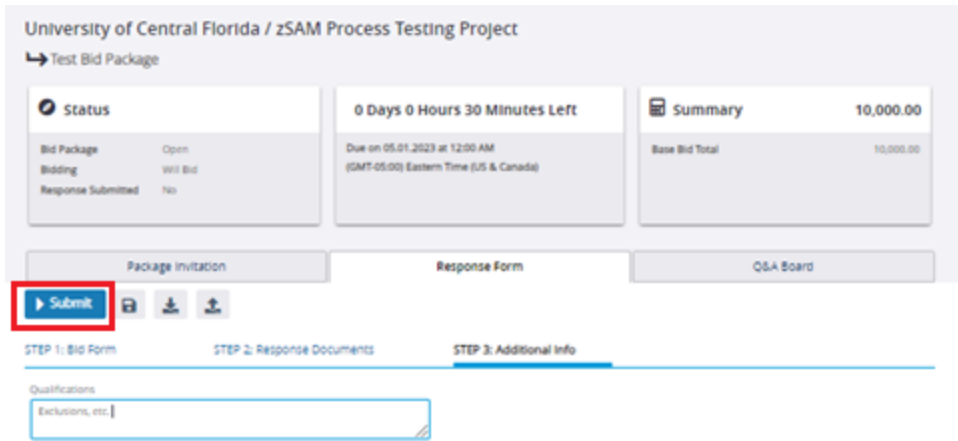 University of Central Florida / zSAM Process Testing Project
Test Bid Package
Status
Bid Package Open
Bidding Will Bid
Response Submitted No
0 Days 0 Hours 30 Minutes Left
Due on 05.01.2023 at 12:00 AM
(GMT-05:00) Eastern Time (US & Canada)
Summary 10,000.00
Base Bid Total 10,000.00
Package Invitation
Response Form
Q&A Board
Submit
STEP 1: Bid Form
STEP 2: Response Documents
STEP 3: Additional Info
Qualifications
Exclusions, etc.